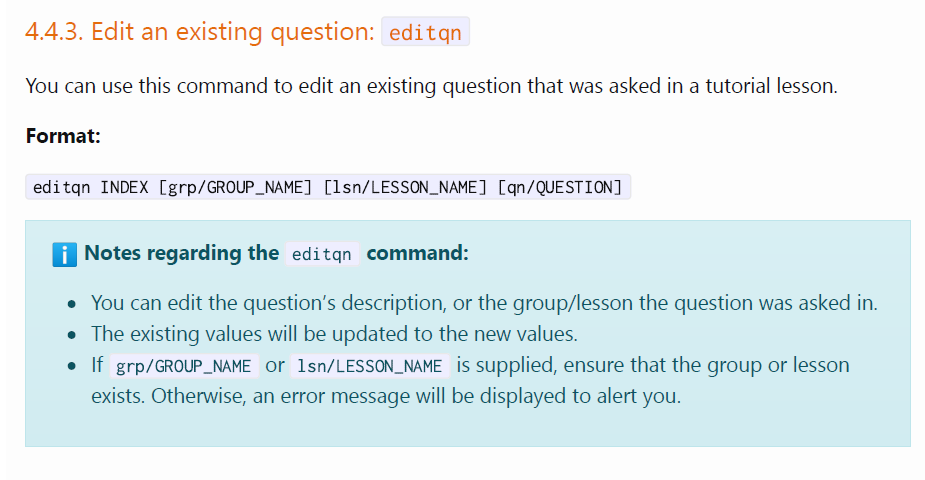 4.4.3. Edit an existing question: editqn
You can use this command to edit an existing question that was asked in a tutorial lesson.
Format:
editqn INDEX [grp/GROUP_NAME] [lsn/LESSON_NAME] [qn/QUESTION]
ℹ️ Notes regarding the editqn command:
• You can edit the question’s description, or the group/lesson the question was asked in.
• The existing values will be updated to the new values.
• If grp/GROUP_NAME or lsn/LESSON_NAME is supplied, ensure that the group or lesson
exists. Otherwise, an error message will be displayed to alert you.